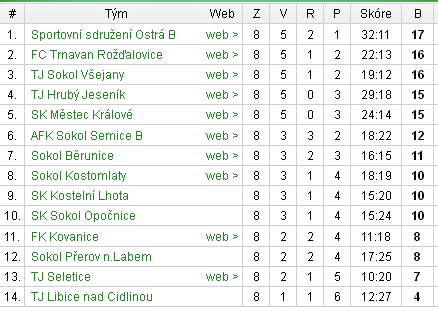 # Tým Web Z V R P Skóre B
1. Sportovní sdružení Ostrá B web > 8 5 2 1 32:11 17
2. FC Trnavan Rožďalovice web > 8 5 1 2 22:13 16
3. TJ Sokol Všejany web > 8 5 1 2 19:12 16
4. TJ Hrubý Jeseník web > 8 5 0 3 29:18 15
5. SK Městec Králové web > 8 5 0 3 24:14 15
6. AFK Sokol Semice B web > 8 3 3 2 18:22 12
7. Sokol Běrunice web > 8 3 2 3 16:15 11
8. Sokol Kostomlaty web > 8 3 1 4 18:19 10
9. SK Kostelní Lhota 8 3 1 4 15:20 10
10. SK Sokol Opočnice 8 3 1 4 15:24 10
11. FK Kovanice web > 8 2 2 4 11:18 8
12. Sokol Přerov n.Labem 8 2 2 4 17:25 8
13. TJ Seletice web > 8 2 1 5 10:20 7
14. TJ Libice nad Cidlinou 8 1 1 6 12:27 4